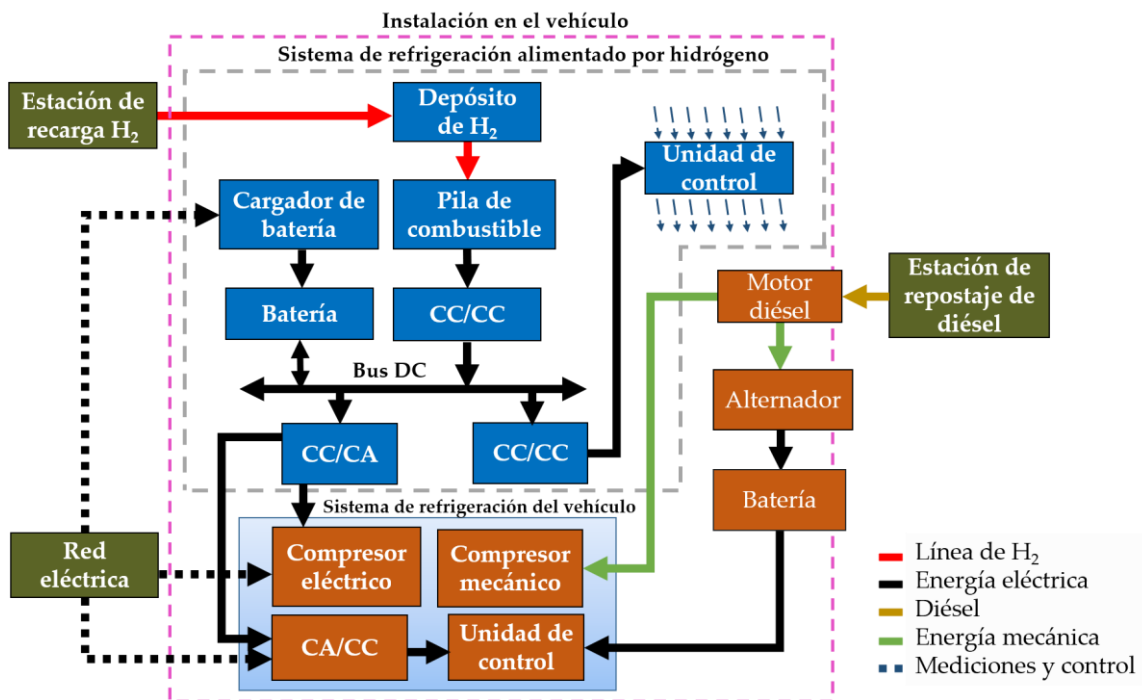 Instalación en el vehículo
Sistema de refrigeración alimentado por hidrógeno
Estación de
recarga H₂
Depósito
de H₂
Unidad de
control
Cargador de
batería
Pila de
combustible
Batería
CC/CC
Motor
diésel
Estación de
repostaje de
diésel
Bus DC
Alternador
CC/CA
CC/CC
Batería
Sistema de refrigeración del vehículo
Red
eléctrica
Compresor
eléctrico
Compresor
mecánico
CA/CC
Unidad de
control
Línea de H₂
Energía eléctrica
Diésel
Energía mecánica
Mediciones y control